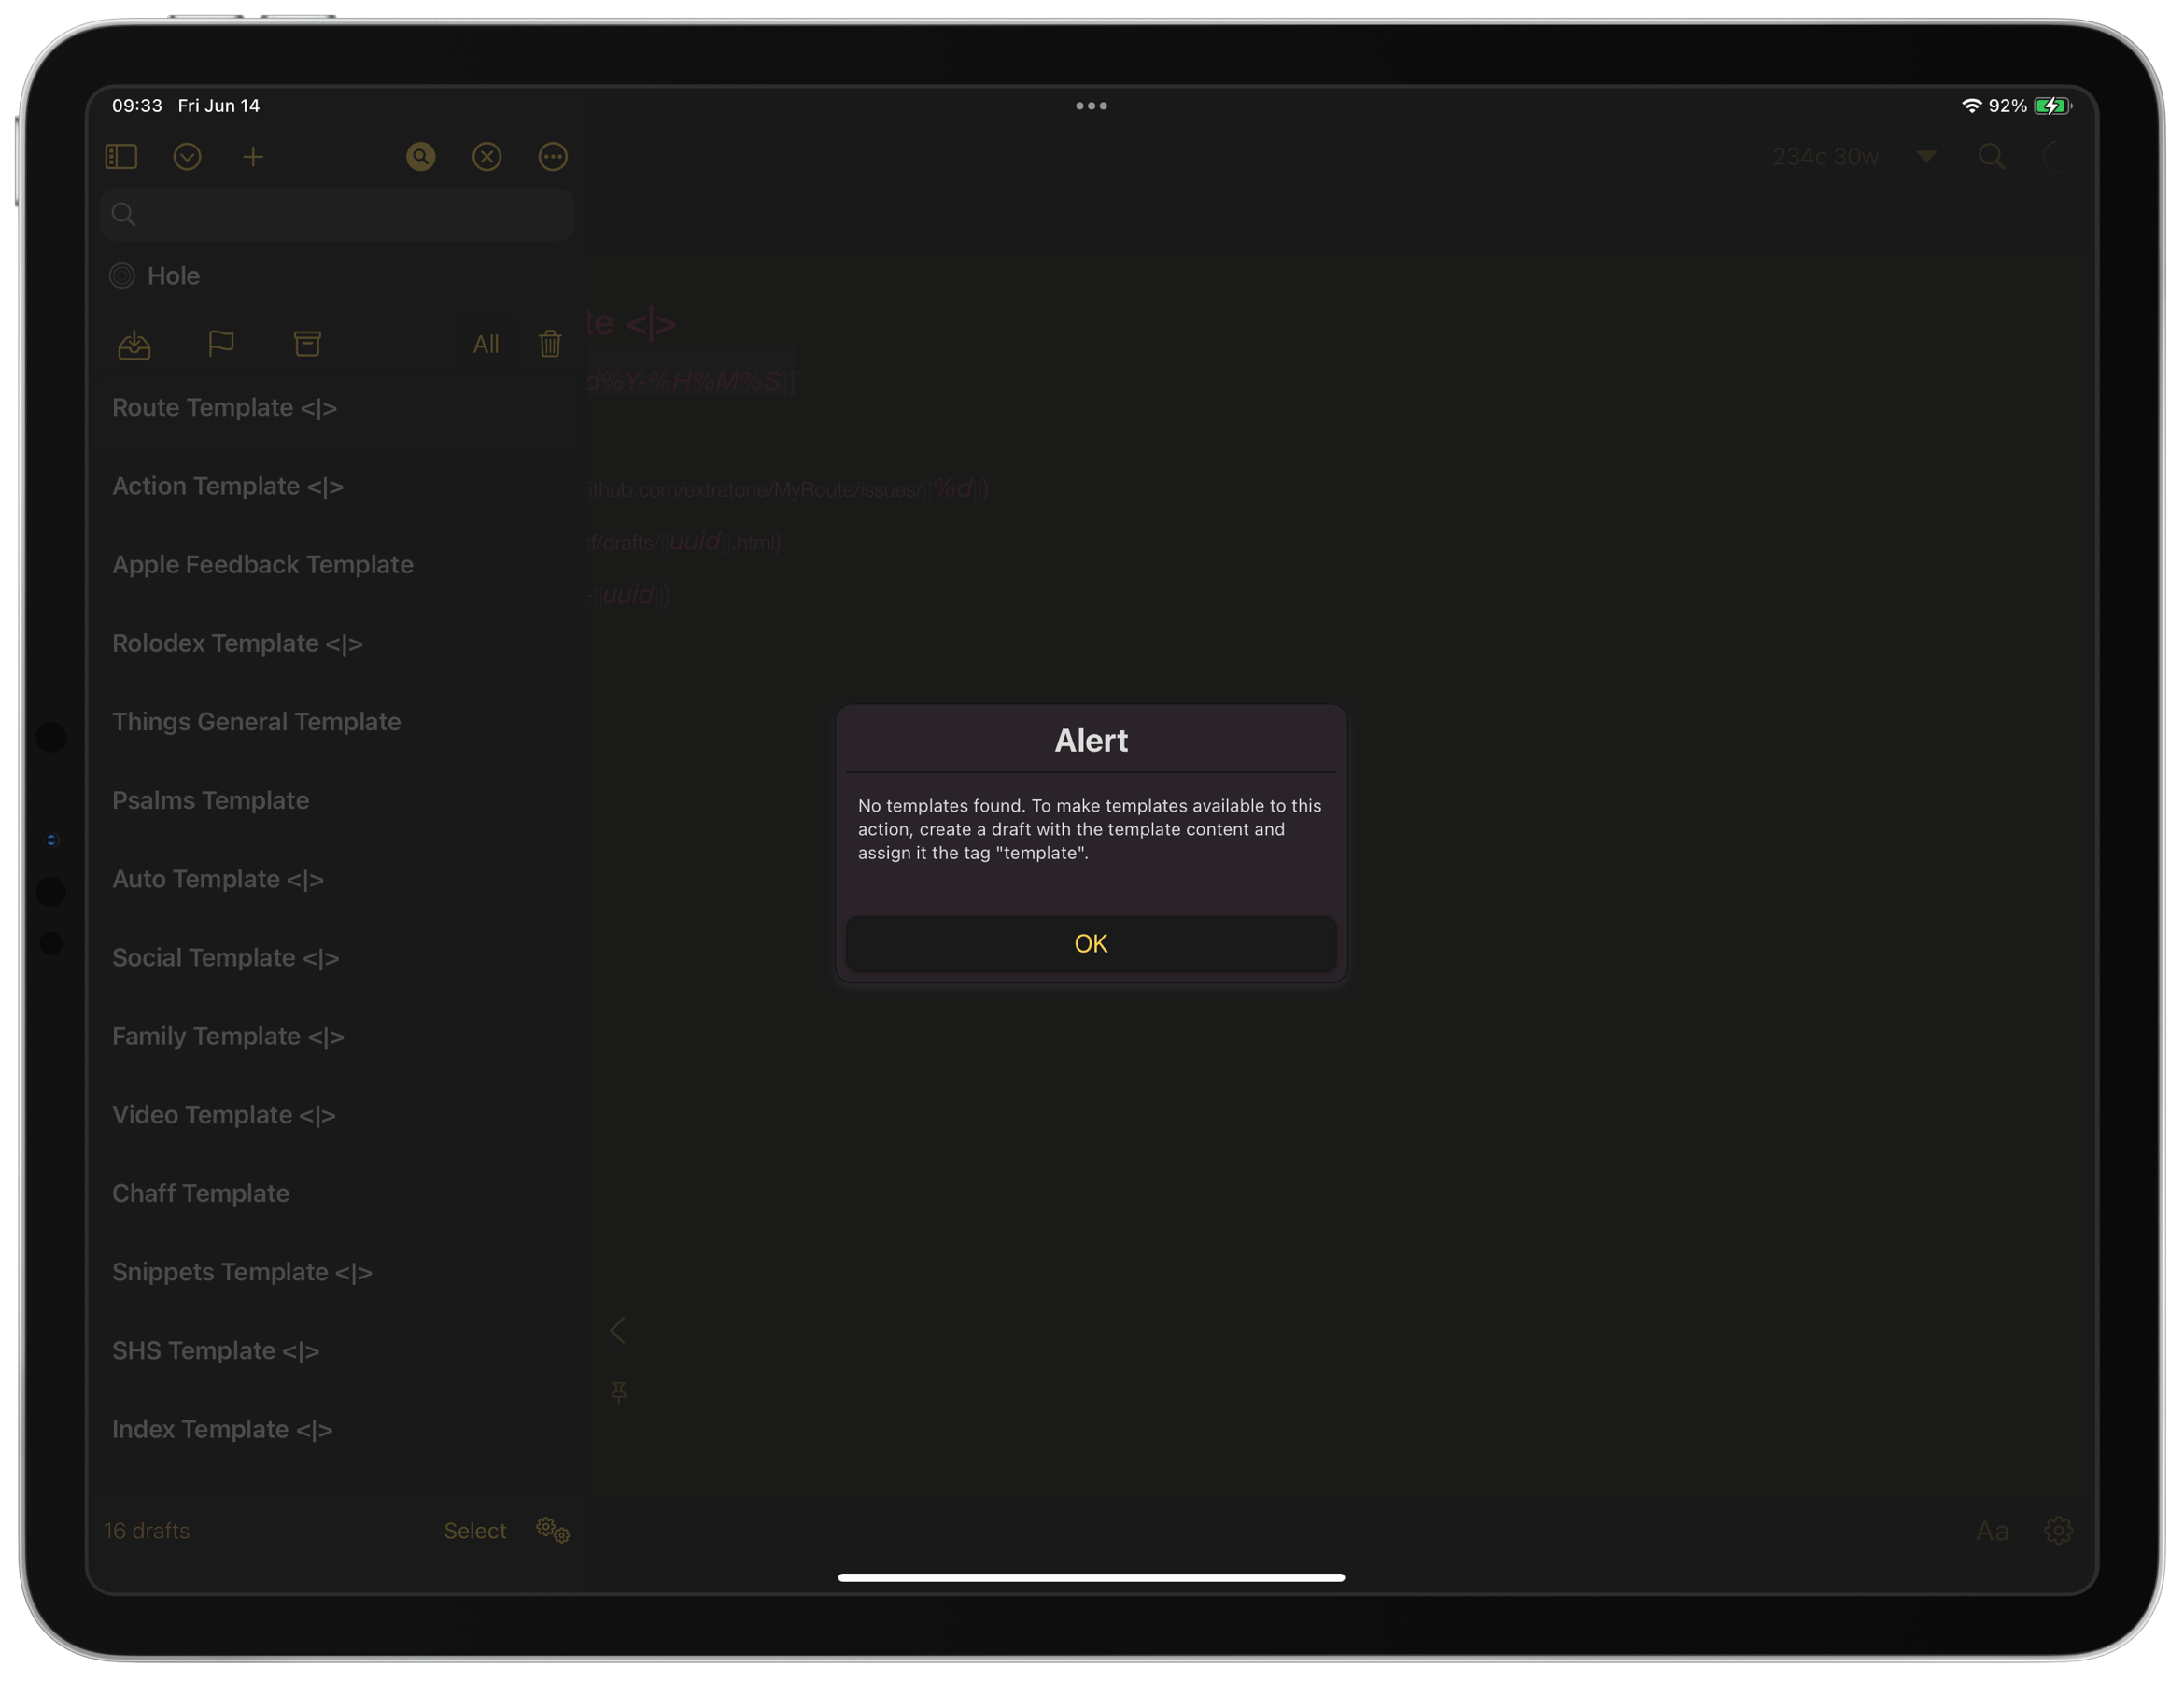 09:33 Fri Jun 14
92%
234c 30w
Hole
All
Route Template <|>
Action Template <|>
Apple Feedback Template
Rolodex Template <|>
Things General Template
Psalms Template
Auto Template <|>
Social Template <|>
Family Template <|>
Video Template <|>
Chaff Template
Snippets Template <|>
SHS Template <|>
Index Template <|>
16 drafts
Select
te <|>
d%Y-%H%M%S]]
ithub.com/extratone/MyRoute/issues/[[%d]])
f/drafts/[[uuid]].html)
=[[uuid]])
Alert
No templates found. To make templates available to this
action, create a draft with the template content and
assign it the tag "template".
OK
Aa